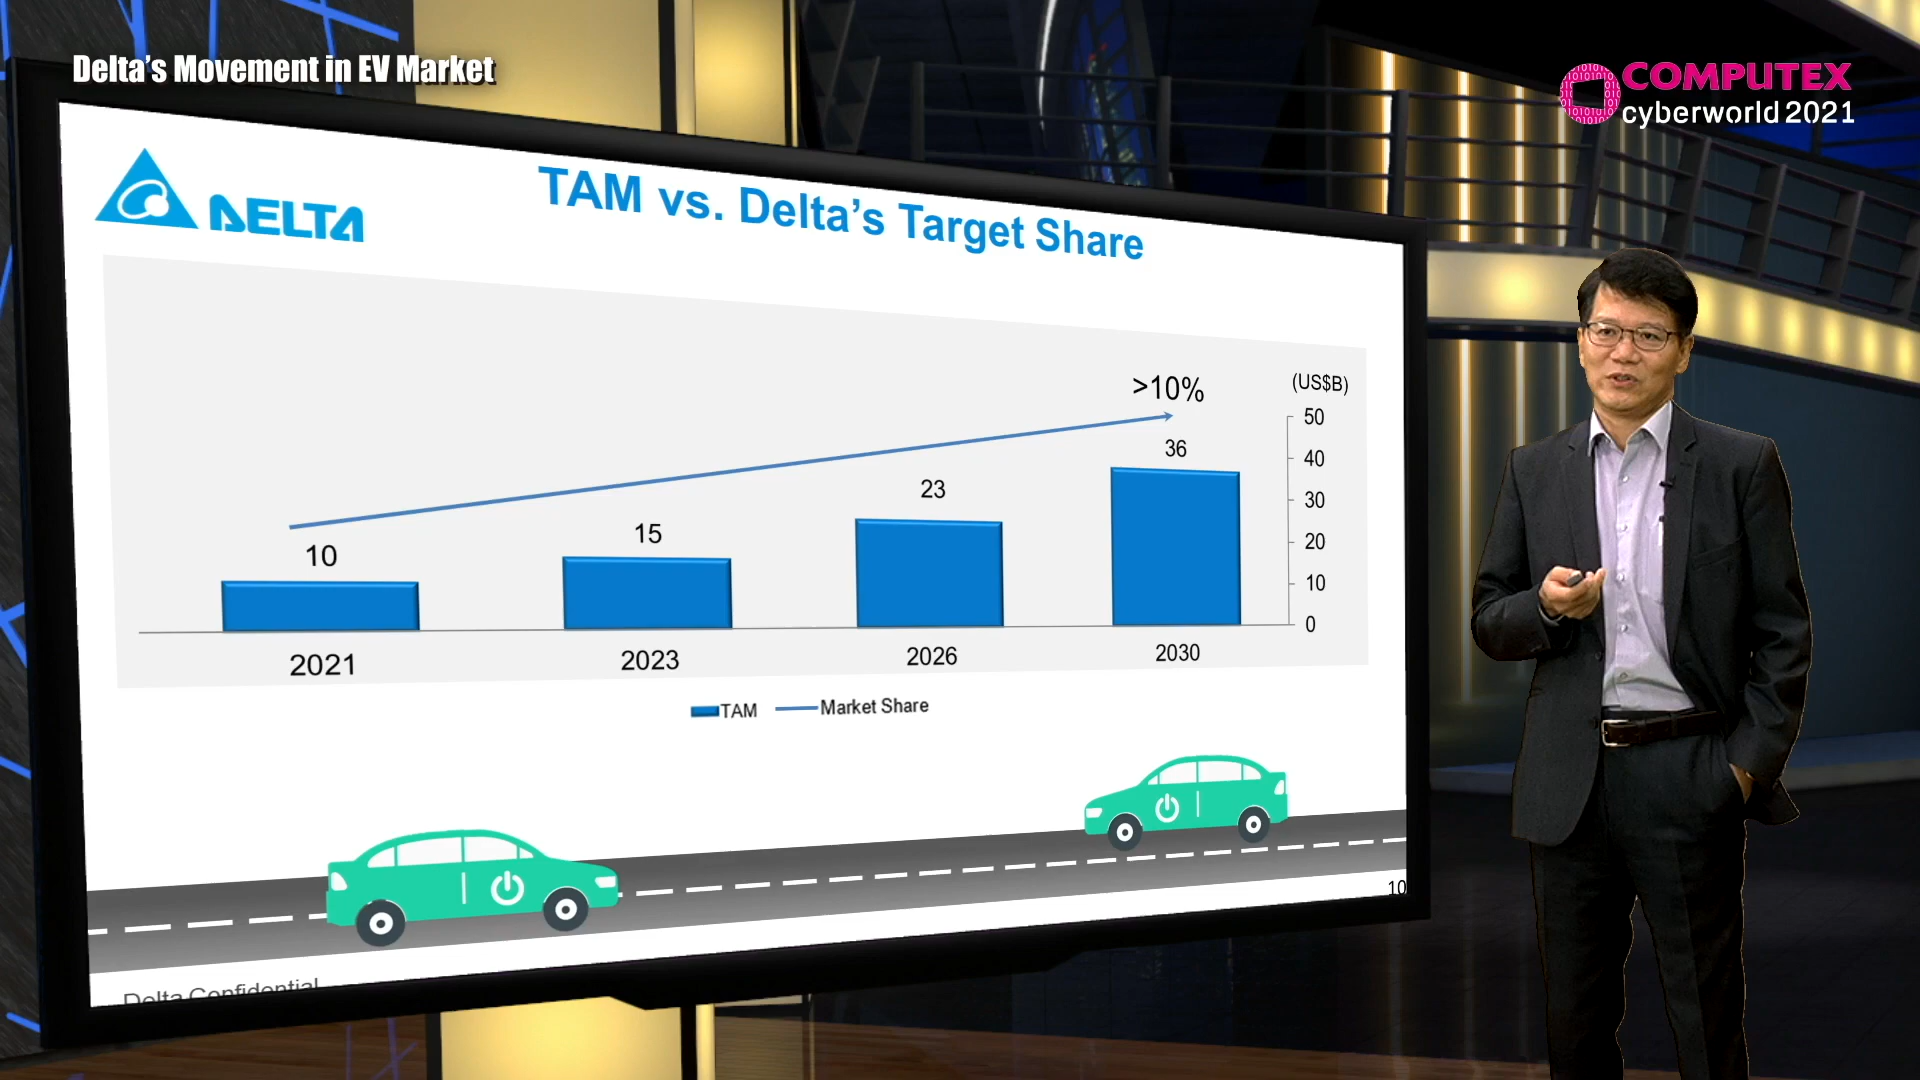 Delta's Movement in EV Market
COMPUTEX
cyberworld 2021
DELTA
TAM vs. Delta's Target Share
>10%
(US$B)
50
40
30
20
10
0
10
15
23
36
2021
2023
2026
2030
TAM
Market Share
10
Delta Confidential